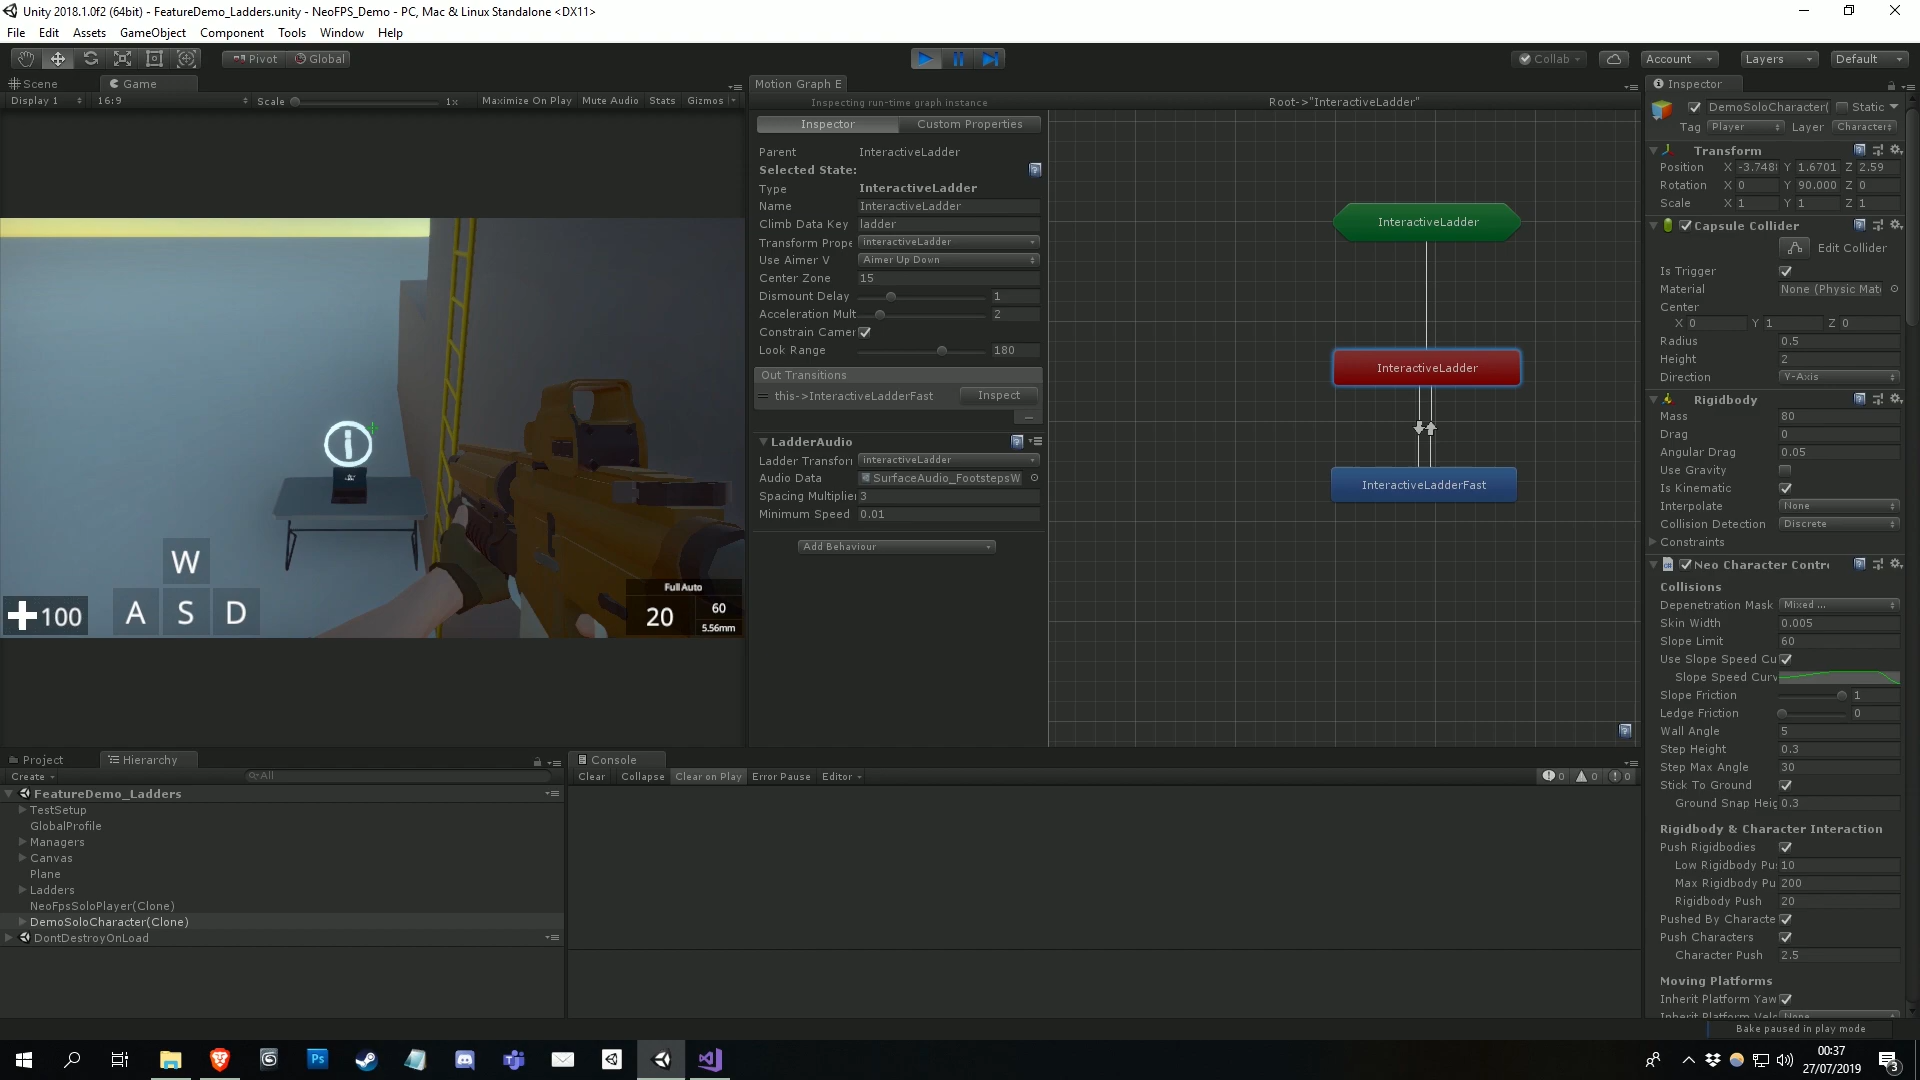 Unity 2018.1.0f2 (64bit) - FeatureDemo_Ladders.unity - NeoFPS_Demo - PC, Mac & Linux Standalone <DX11>
File Edit Assets GameObject Component Tools Window Help
Pivot Global Collab Account Layers Default
Scene Game
Display 1 16:9 Scale 1x Maximize On Play Mute Audio Stats Gizmos
W
A S D
100
Full Auto
20 60
5.56mm
Motion Graph E
Inspecting run-time graph instance
Root->"InteractiveLadder"
Inspector Custom Properties
Parent InteractiveLadder
Selected State:
Type InteractiveLadder
Name InteractiveLadder
Climb Data Key ladder
Transform Prope interactiveLadder
Use Aimer V Aimer Up Down
Center Zone 15
Dismount Delay 1
Acceleration Mult 2
Constrain Camer
Look Range 180
Out Transitions
this->InteractiveLadderFast Inspect
LadderAudio
Ladder Transfor interactiveLadder
Audio Data SurfaceAudio_FootstepsW
Spacing Multiplie 3
Minimum Speed 0.01
Add Behaviour
InteractiveLadder
InteractiveLadder
InteractiveLadderFast
Inspector
DemoSoloCharacter( Static
Tag Player Layer Characters
Transform
Position X -3.748 Y 1.6701 Z 2.59
Rotation X 0 Y 90.000 Z 0
Scale X 1 Y 1 Z 1
Capsule Collider
Edit Collider
Is Trigger
Material None (Physic Mat
Center
X 0 Y 1 Z 0
Radius 0.5
Height 2
Direction Y-Axis
Rigidbody
Mass 80
Drag 0
Angular Drag 0.05
Use Gravity
Is Kinematic
Interpolate None
Collision Detection Discrete
Constraints
Neo Character Contr
Collisions
Depenetration Mask Mixed ...
Skin Width 0.005
Slope Limit 60
Use Slope Speed Cu
Slope Speed Curv
Slope Friction 1
Ledge Friction 0
Wall Angle 5
Step Height 0.3
Step Max Angle 30
Stick To Ground
Ground Snap Heig 0.3
Rigidbody & Character Interaction
Push Rigidbodies
Low Rigidbody Pu 10
Max Rigidbody Pu 200
Rigidbody Push 20
Pushed By Characte
Push Characters
Character Push 2.5
Moving Platforms
Inherit Platform Yaw
Inherit Platform Velo None
Bake paused in play mode
Project Hierarchy
Create All
FeatureDemo_Ladders
TestSetup
GlobalProfile
Managers
Canvas
Plane
Ladders
NeoFpsSoloPlayer(Clone)
DemoSoloCharacter(Clone)
DontDestroyOnLoad
Console
Clear Collapse Clear on Play Error Pause Editor 0 0 0
Ps
00:37
27/07/2019
3